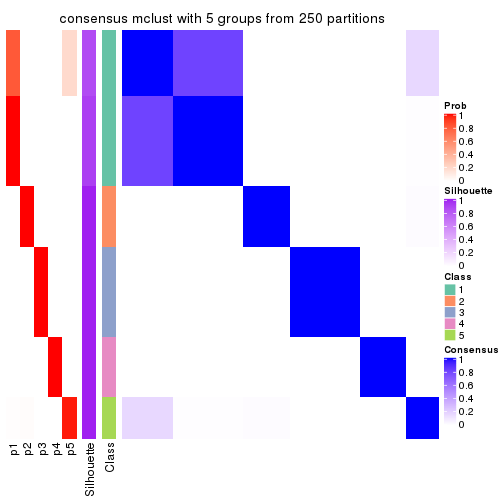 consensus mclust with 5 groups from 250 partitions
Prob
1
0.8
0.6
0.4
0.2
0
Silhouette
1
0.8
0.6
0.4
0.2
0
Class
1
2
3
4
5
Consensus
1
0.8
0.6
0.4
0.2
0
p1
p2
p3
p4
p5
Silhouette
Class